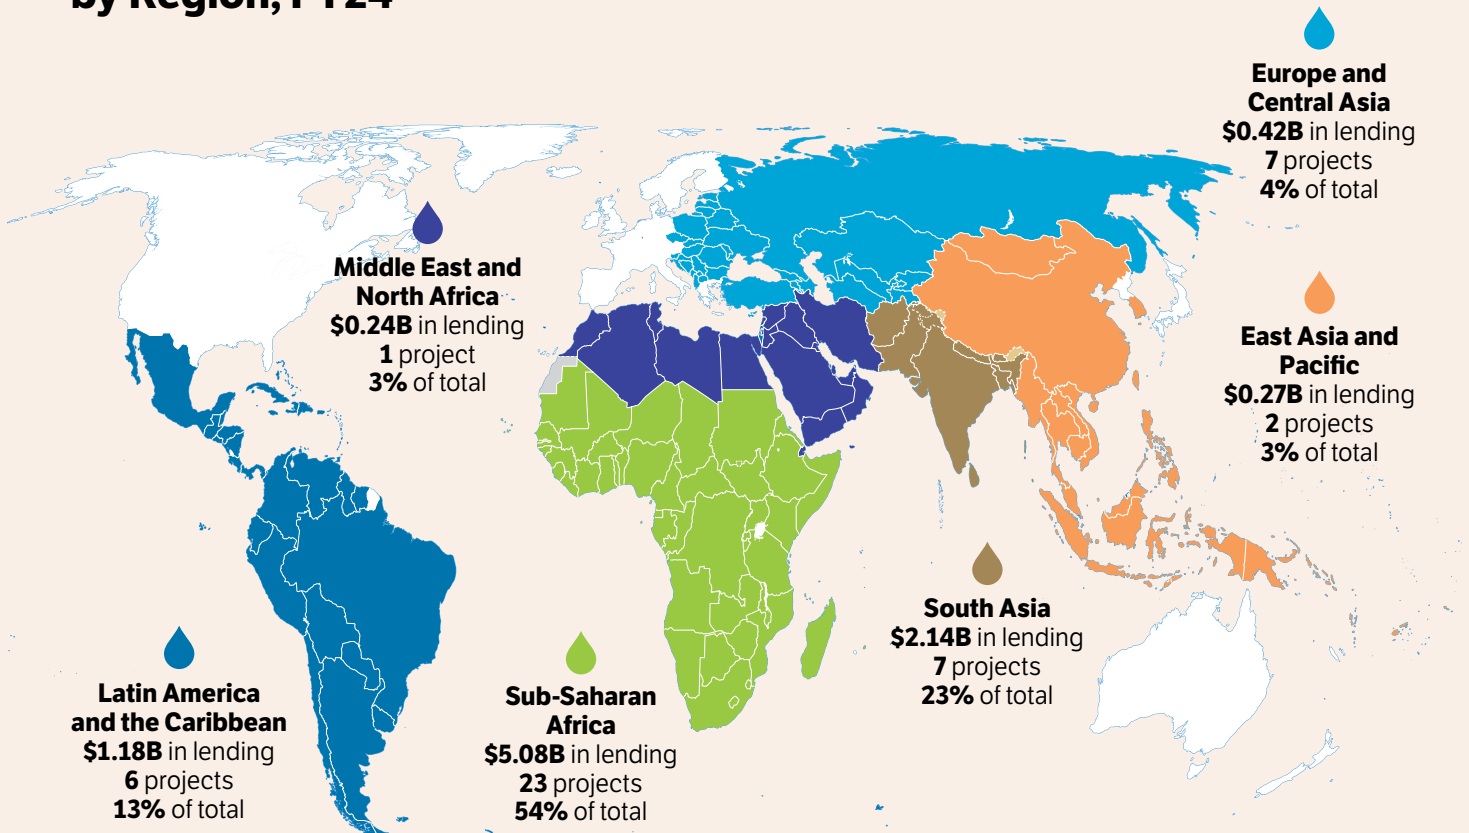 by Region, FY24
Europe and
Central Asia
$0.42B in lending
7 projects
4% of total
Middle East and
North Africa
$0.24B in lending
1 project
3% of total
East Asia and
Pacific
$0.27B in lending
2 projects
3% of total
South Asia
$2.14B in lending
7 projects
23% of total
Latin America
and the Caribbean
$1.18B in lending
6 projects
13% of total
Sub-Saharan
Africa
$5.08B in lending
23 projects
54% of total